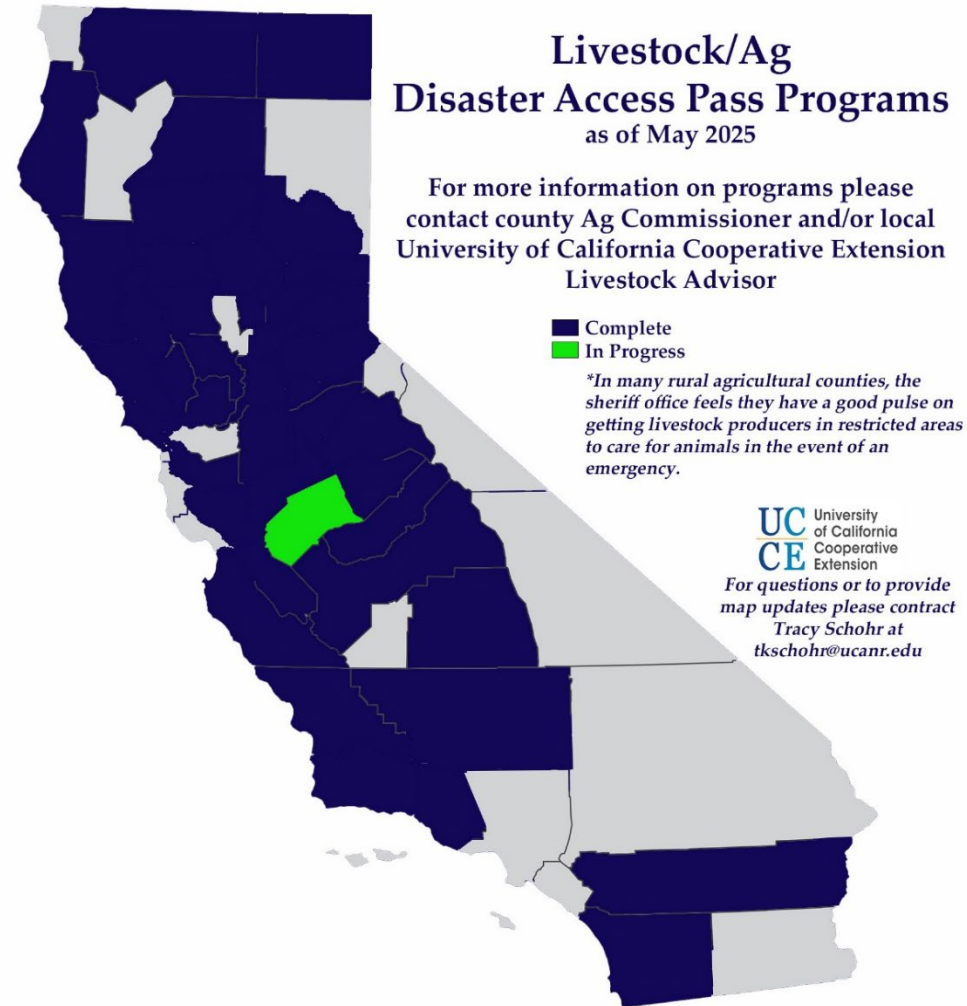 Livestock/Ag
Disaster Access Pass Programs
as of May 2025
For more information on programs please
contact county Ag Commissioner and/or local
University of California Cooperative Extension
Livestock Advisor
Complete
In Progress
*In many rural agricultural counties, the
sheriff office feels they have a good pulse on
getting livestock producers in restricted areas
to care for animals in the event of an
emergency.
UC
CE
University
of California
Cooperative
Extension
For questions or to provide
map updates please contract
Tracy Schohr at
tkschohr@ucanr.edu